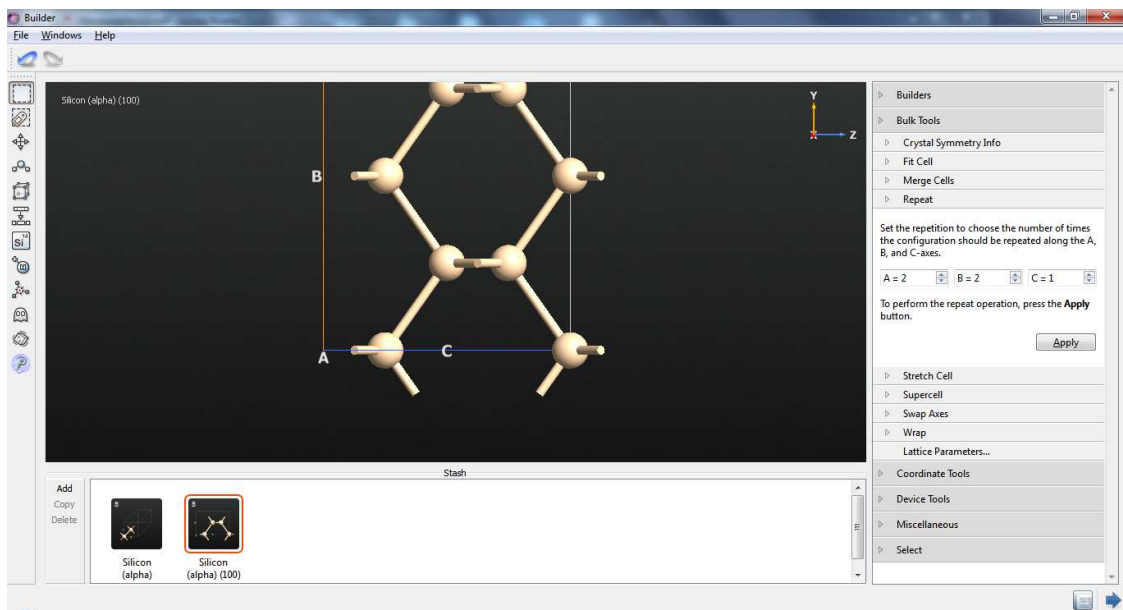 Builder
File Windows Help
Silicon (alpha) (100)
Y
Z
X
B
A
C
Si 14
Builders
Bulk Tools
Crystal Symmetry Info
Fit Cell
Merge Cells
Repeat
Set the repetition to choose the number of times
the configuration should be repeated along the A,
B, and C-axes.
A = 2 B = 2 C = 1
To perform the repeat operation, press the Apply
button.
Apply
Stretch Cell
Supercell
Swap Axes
Wrap
Lattice Parameters...
Coordinate Tools
Device Tools
Miscellaneous
Select
Stash
Add
Copy
Delete
B
Silicon
(alpha)
B
Silicon
(alpha) (100)